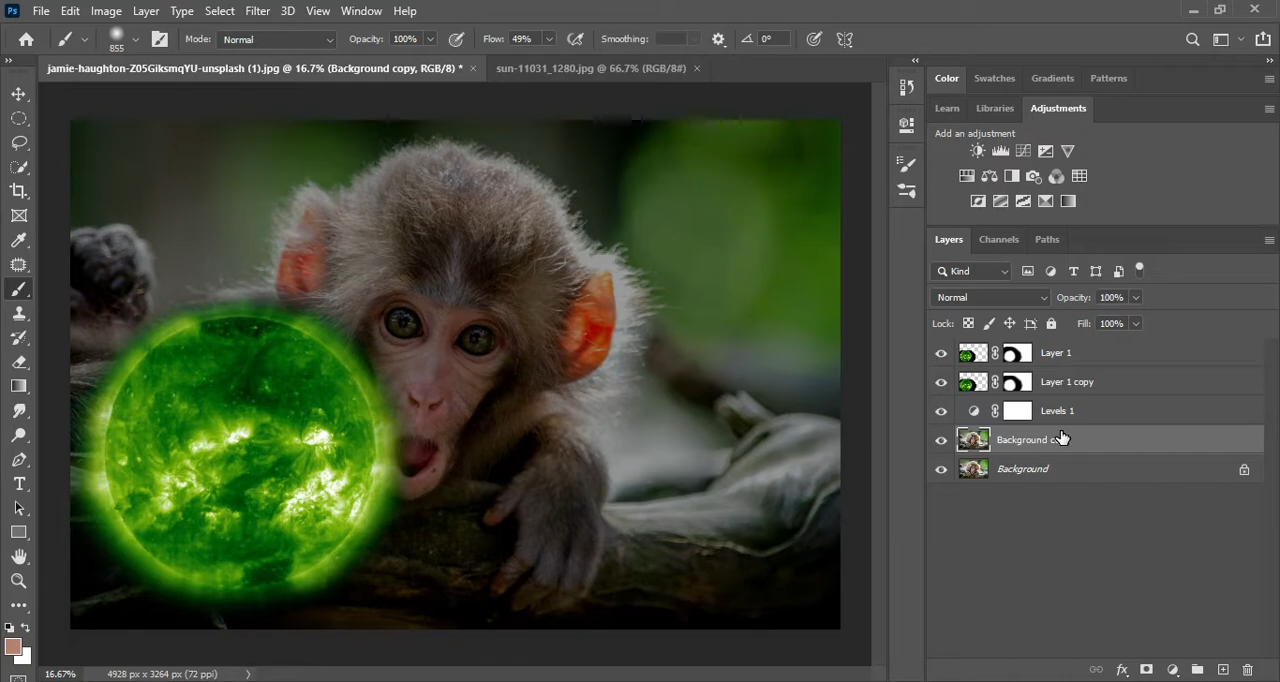 Ps File Edit Image Layer Type Select Filter 3D View Window Help
855 Mode: Normal Opacity: 100% Flow: 49% Smoothing: 0°
jamie-haughton-Z05GiksmqYU-unsplash (1).jpg @ 16.7% (Background copy, RGB/8) * × sun-11031_1280.jpg @ 66.7% (RGB/8#) ×
Color Swatches Gradients Patterns
Learn Libraries Adjustments
Add an adjustment
Layers Channels Paths
Kind
Normal Opacity: 100%
Lock: Fill: 100%
Layer 1
Layer 1 copy
Levels 1
Background c
Background
16.67% 4928 px x 3264 px (72 ppi)